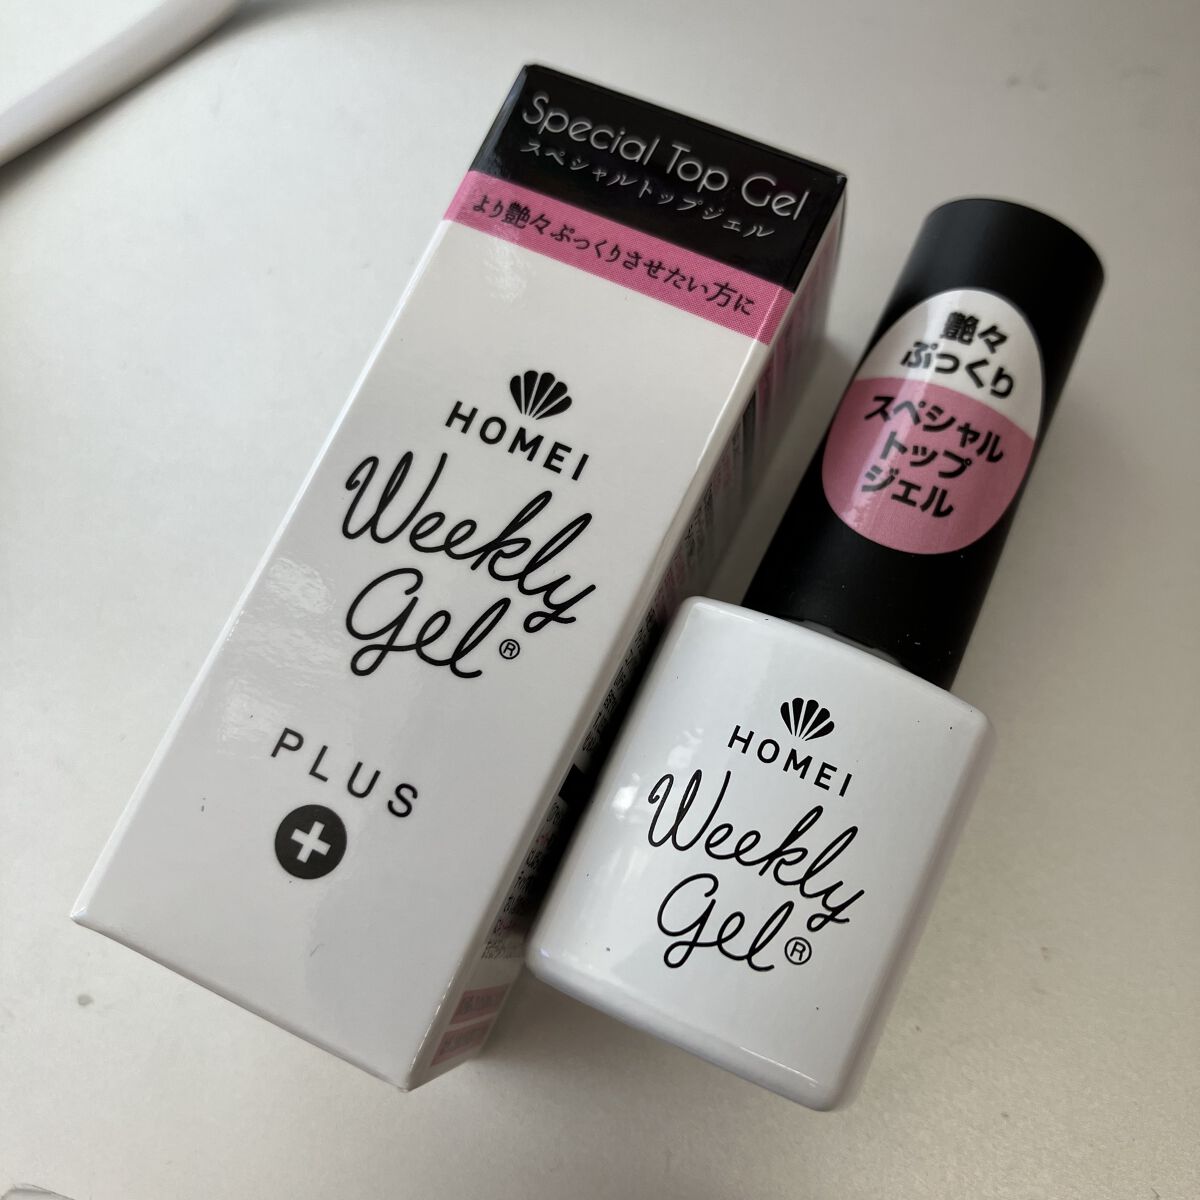 Special Top Gel
スペシャルトップジェル
より艶々ぷっくりさせたい方に
HOMEI
Weekly
gel®
PLUS
艶々
ぷっくり
スペシャル
トップ
ジェル
HOMEI
Weekly
gel®